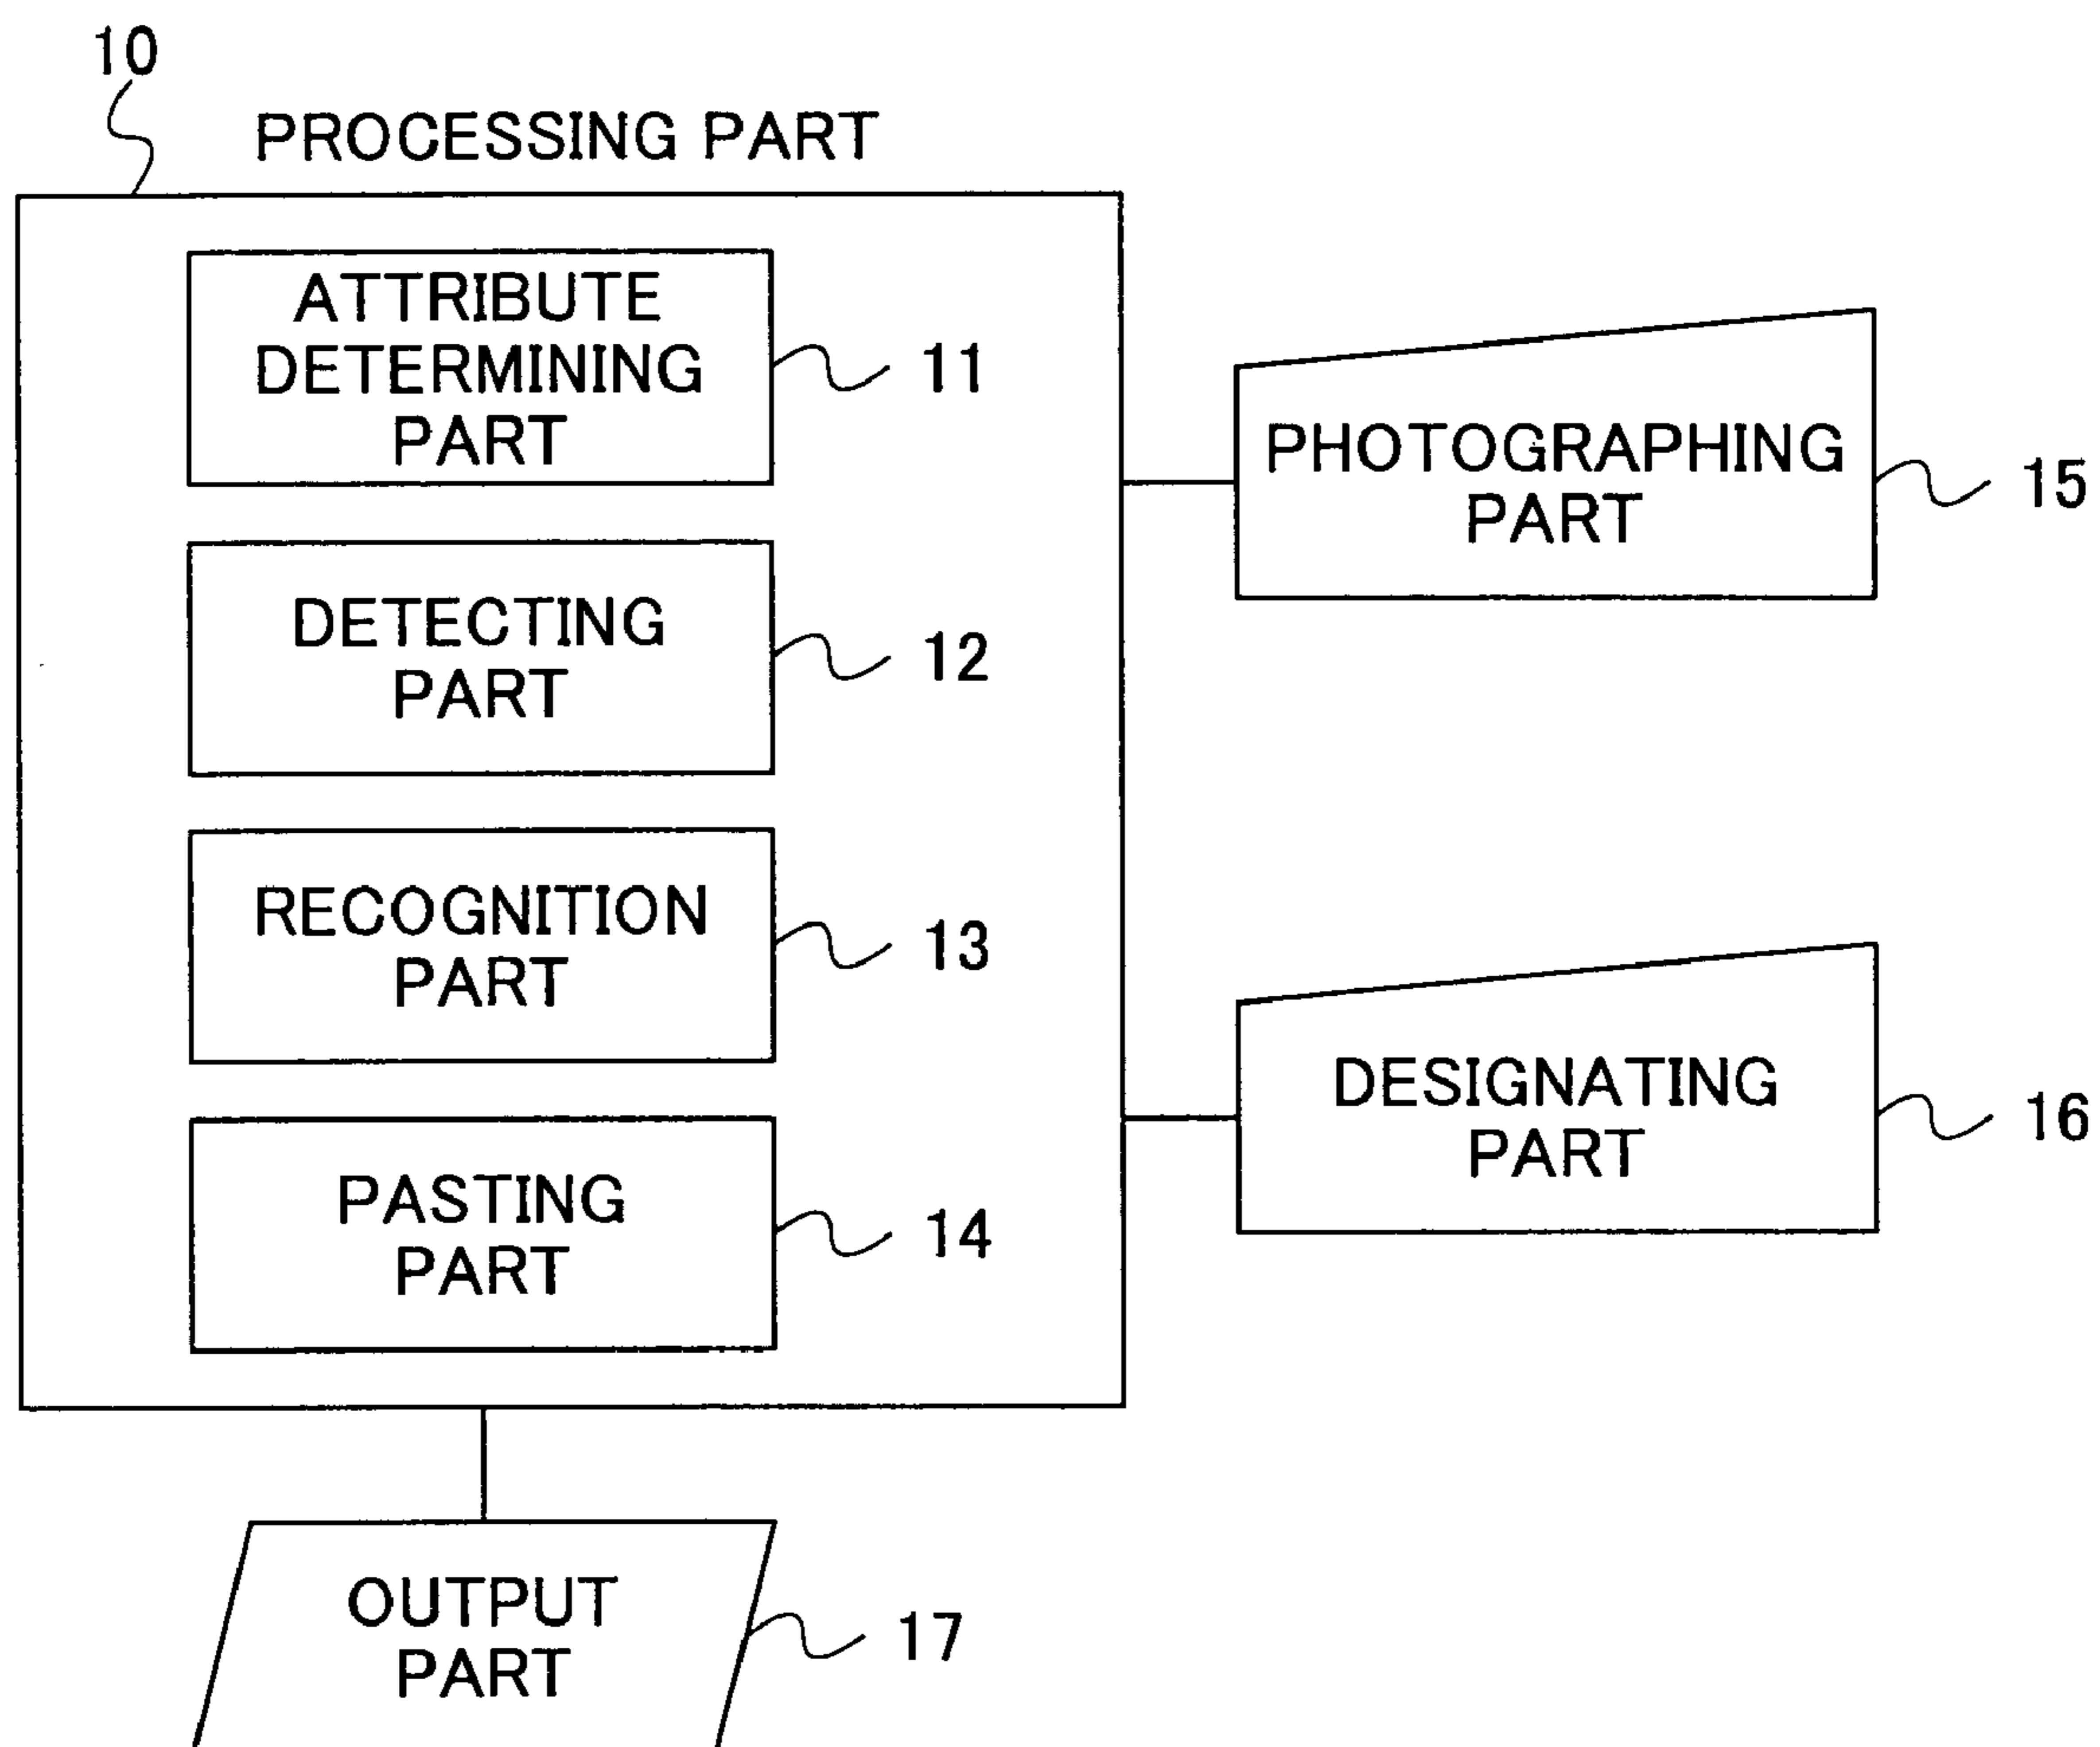 10
PROCESSING PART
ATTRIBUTE
DETERMINING
PART
11
DETECTING
PART
12
RECOGNITION
PART
13
PASTING
PART
14
PHOTOGRAPHING
PART
15
DESIGNATING
PART
16
OUTPUT
PART
17